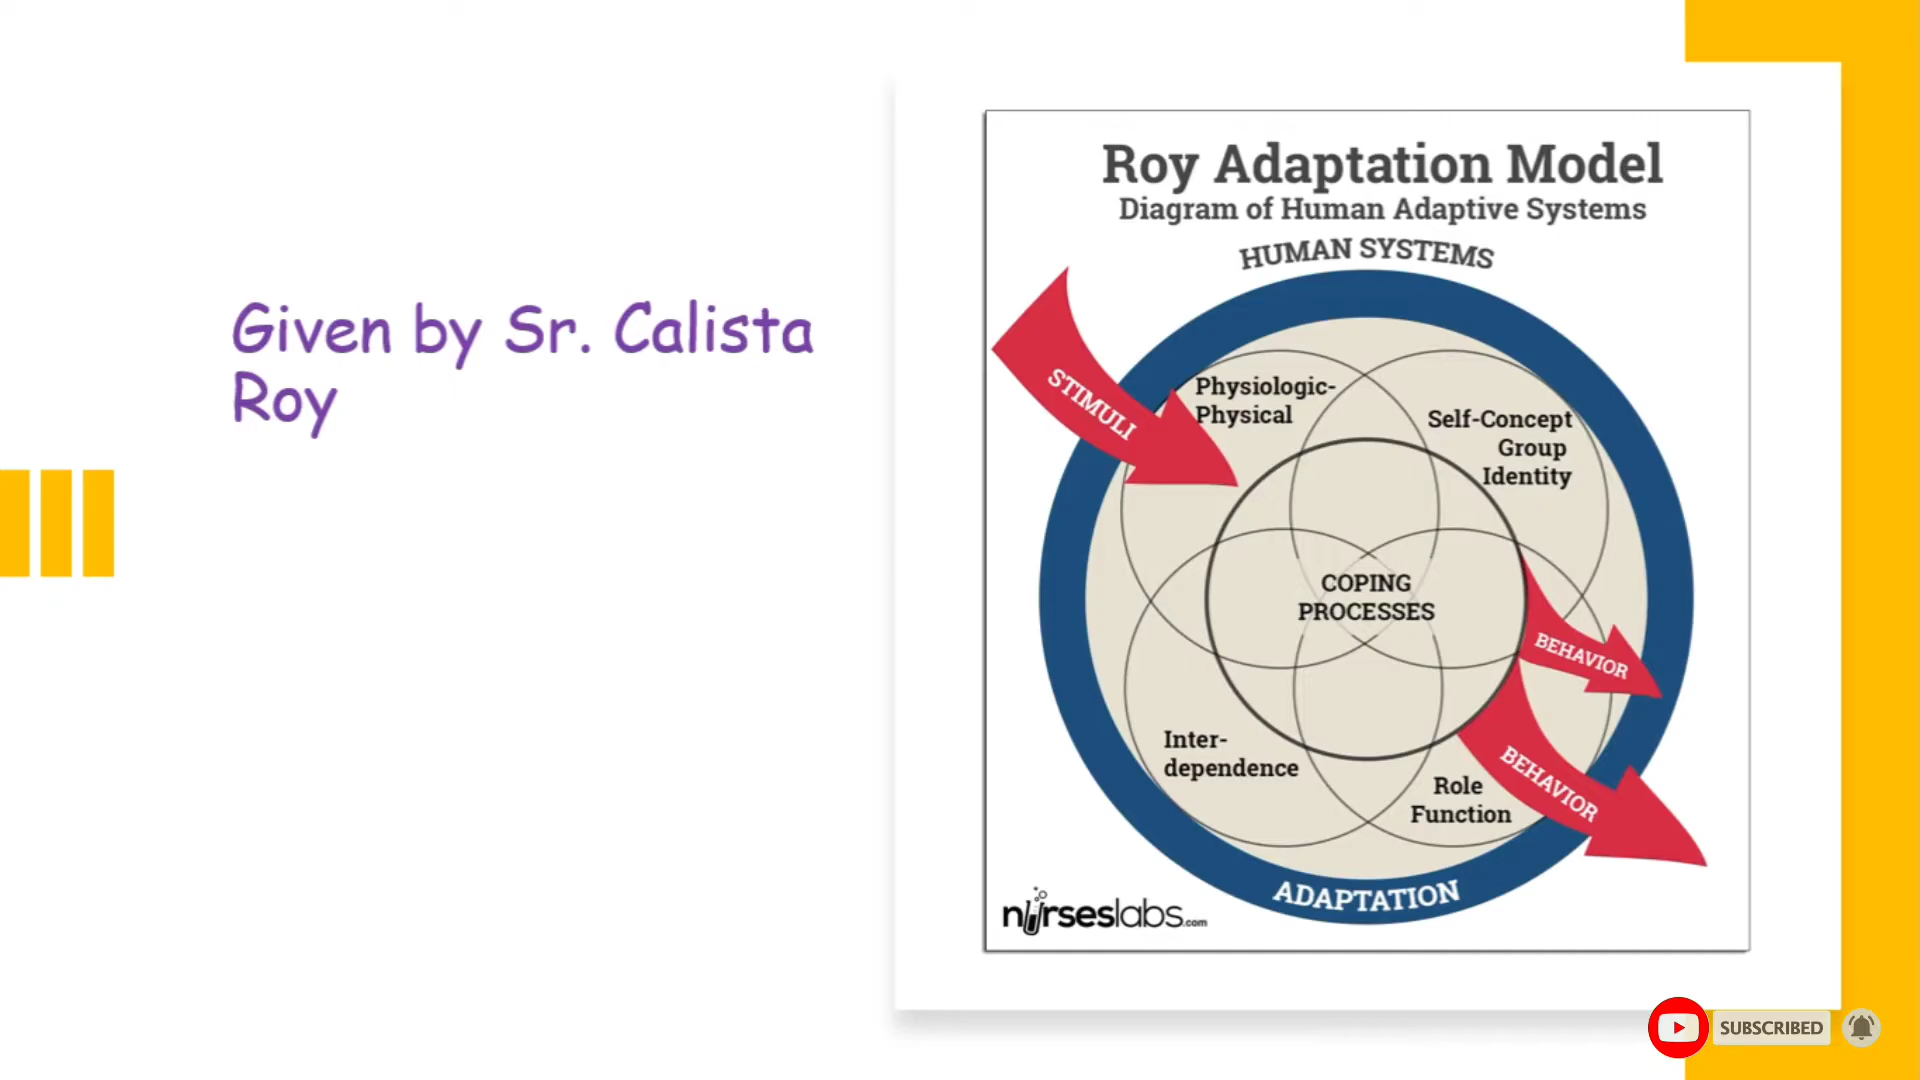 Given by Sr. Calista
Roy
Roy Adaptation Model
Diagram of Human Adaptive Systems
HUMAN SYSTEMS
STIMULI
Physiologic-
Physical
Self-Concept
Group
Identity
COPING
PROCESSES
BEHAVIOR
BEHAVIOR
Inter-
dependence
Role
Function
ADAPTATION
nurseslabs.com
SUBSCRIBED